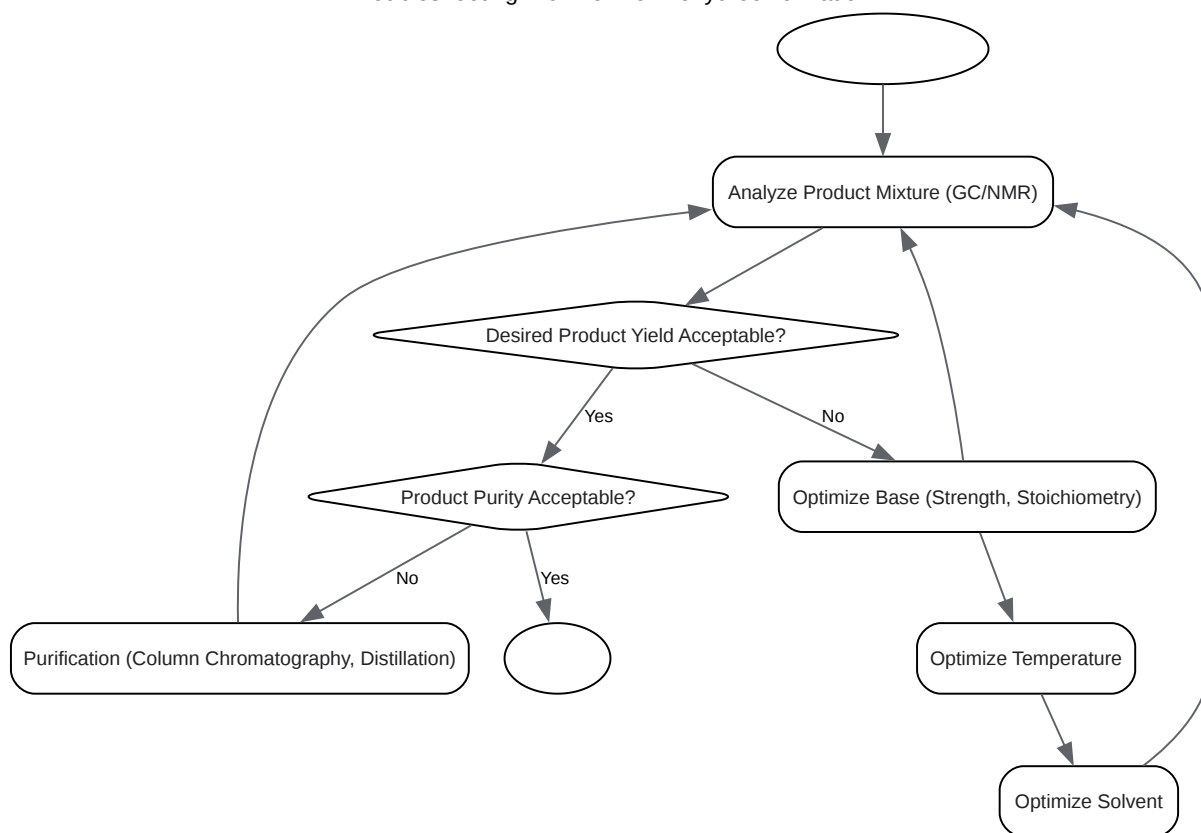 Analyze Product Mixture (GC/NMR)
Desired Product Yield Acceptable?
Yes
No
Product Purity Acceptable?
Optimize Base (Strength, Stoichiometry)
No
Yes
Purification (Column Chromatography, Distillation)
Optimize Temperature
Optimize Solvent